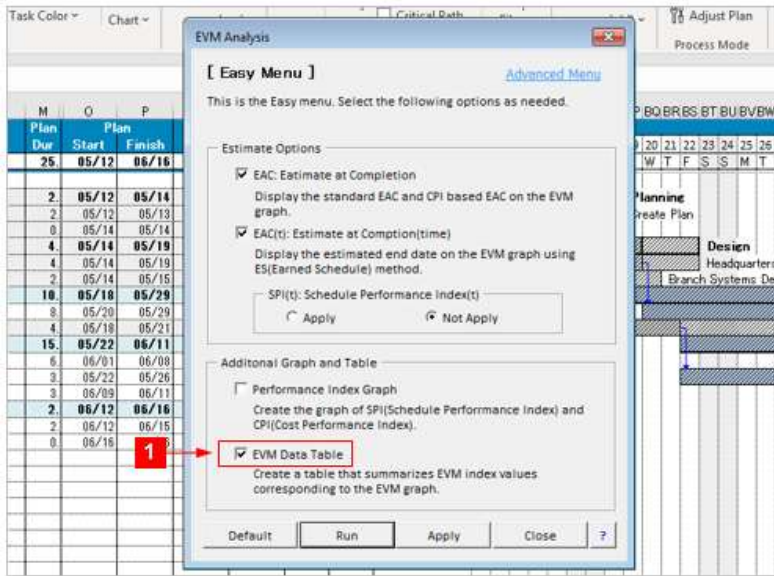 Task Color
Chart
Critical Path
Adjust Plan
Process Mode
EVM Analysis
[ Easy Menu ]
Advanced Menu
This is the Easy menu. Select the following options as needed.
Estimate Options
EAC: Eatimate at Completion
Display the standard EAC and CPI based EAC on the EVM
graph.
EAC(t): Estimate at Comption(time)
Display the estimated end date on the EVM graph using
ES(Earned Schedule) method.
SPI(t): Schedule Performance Index(t)
Apply
Not Apply
Additonal Graph and Table
Performance Index Graph
Create the graph of SPI(Schedule Perforrmance Index) and
CPI(Cost Performance Index).
1
EVM Data Table
Create a table that summarizes EVM index values
corresponding to the EVM graph.
Default Run Apply Close ?
M O P
Plan Plan
Dur Start Finish
25. 05/12 06/16
2. 05/12 05/14
2. 05/12 05/13
0. 05/14 05/14
4. 05/14 05/19
4. 05/14 05/19
2. 05/14 05/15
10. 05/18 05/29
8. 05/20 05/29
4. 05/18 05/21
15. 05/22 06/11
6. 06/01 06/08
3. 05/22 05/26
3. 06/09 06/11
2. 06/12 06/16
2. 06/12 06/15
0. 06/16
P BQ BR BS BT BU BV BW
20 21 22 23 24 25 26
W T F S S M T
Planning
Create Plan
Design
Headquarters
Branch Systems De